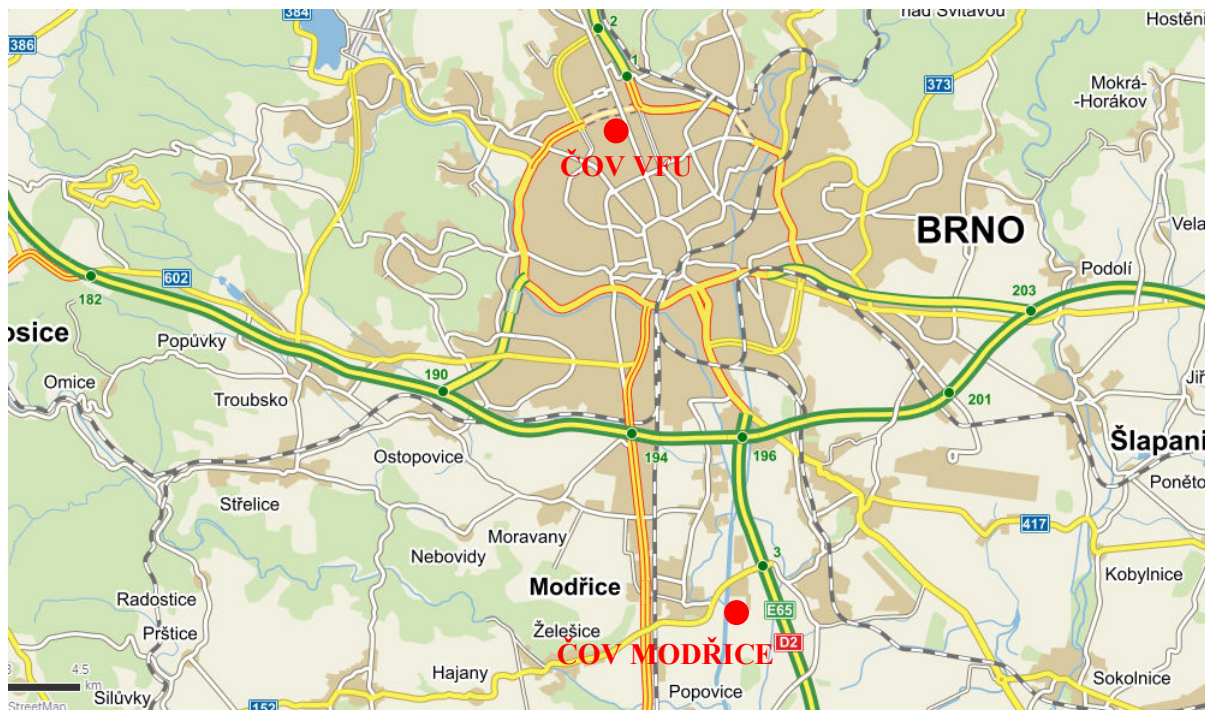 384
2
nad Svitavou
Hostěni
386
1
373
Mokrá-
-Horákov
ČOV VFU
BRNO
Vela
602
182
203
Podolí
osice
Popůvky
190
Omice
Troubsko
201
Jiř
194
196
Šlapani
Ostopovice
Poněto
Střelice
417
Moravany
Nebovidy
3
Modřice
Kobylnice
Radostice
E65
Prštice
Želešice
D2
ČOV MODŘICE
Hajany
4.5
km
Sokolnice
Silůvky
Popovice
StreetMap
152